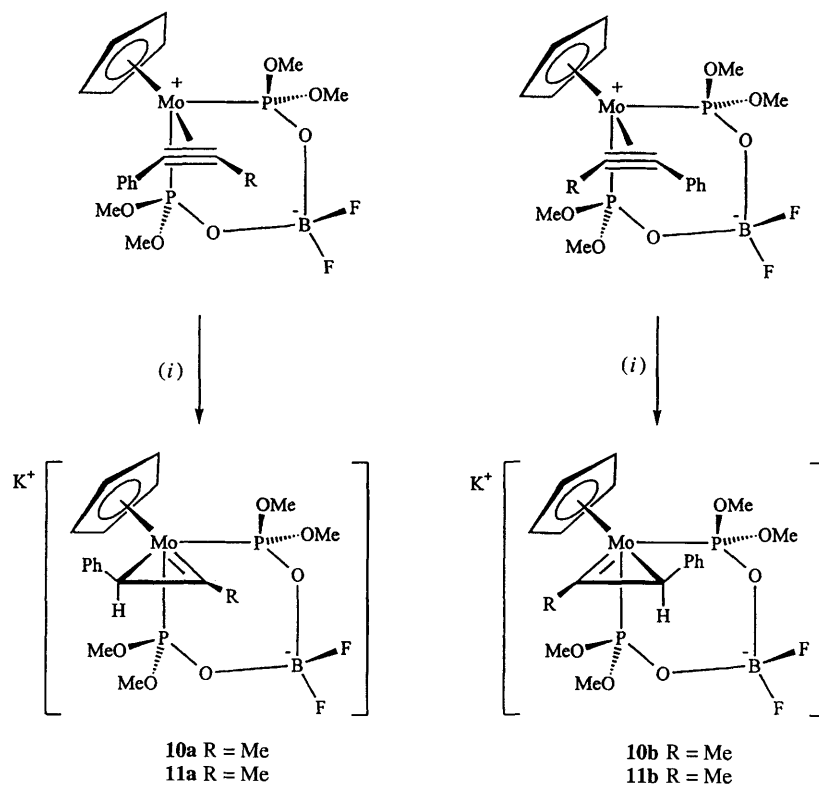 OMe
+
Mo
P
OMe
O
Ph
R
MeO
P
MeO
O
-
B
F
F
(i)
OMe
+
Mo
P
OMe
O
R
Ph
MeO
P
MeO
O
-
B
F
F
(i)
K+
OMe
Mo
P
OMe
Ph
O
H
R
MeO
P
MeO
O
-
B
F
F
10a R = Me
11a R = Me
K+
OMe
Mo
P
OMe
Ph
O
R
H
MeO
P
MeO
O
-
B
F
F
10b R = Me
11b R = Me